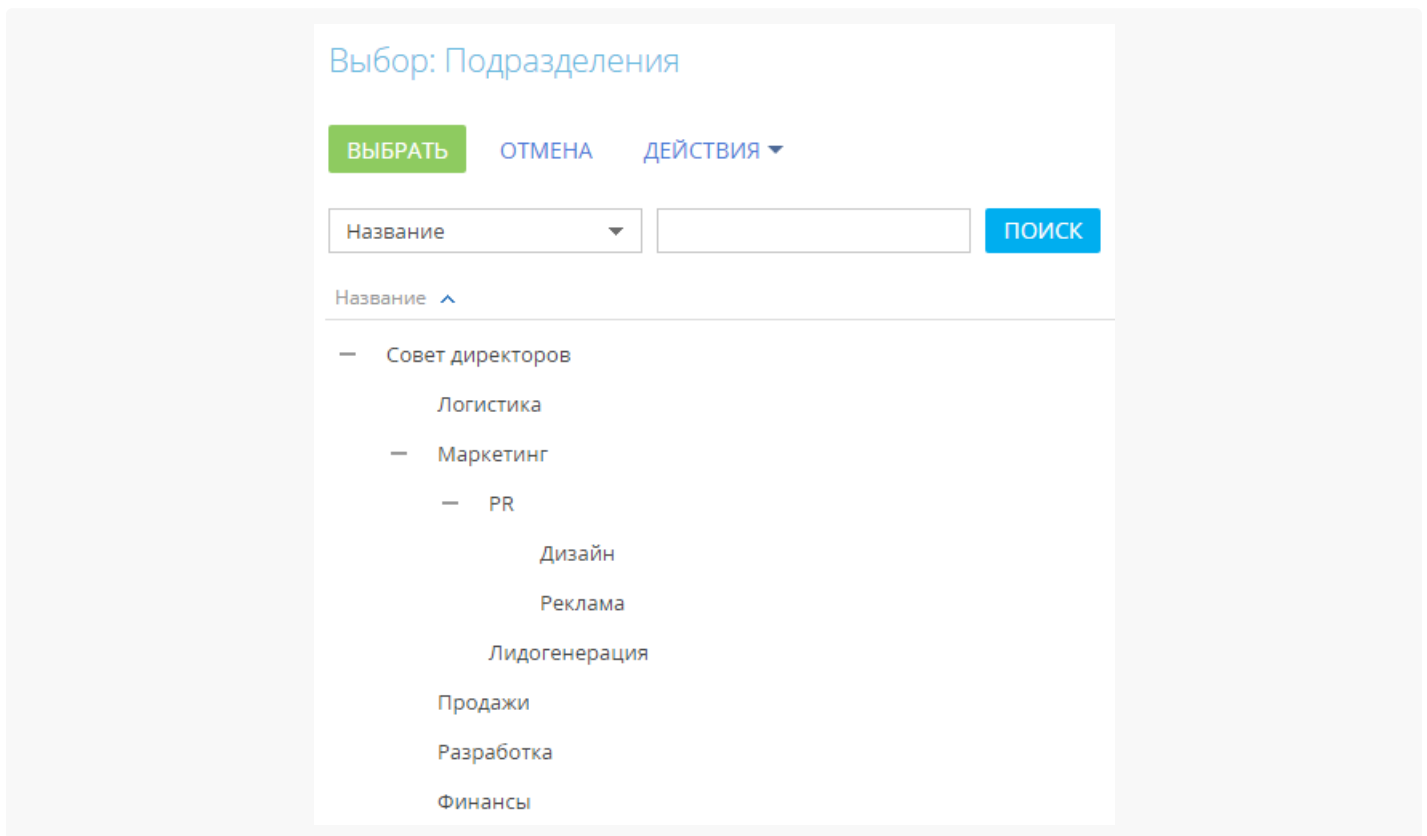 Выбор: Подразделения
ВЫБРАТЬ ОТМЕНА ДЕЙСТВИЯ
Название ПОИСК
Название
Совет директоров
Логистика
Маркетинг
PR
Дизайн
Реклама
Лидогенерация
Продажи
Разработка
Финансы